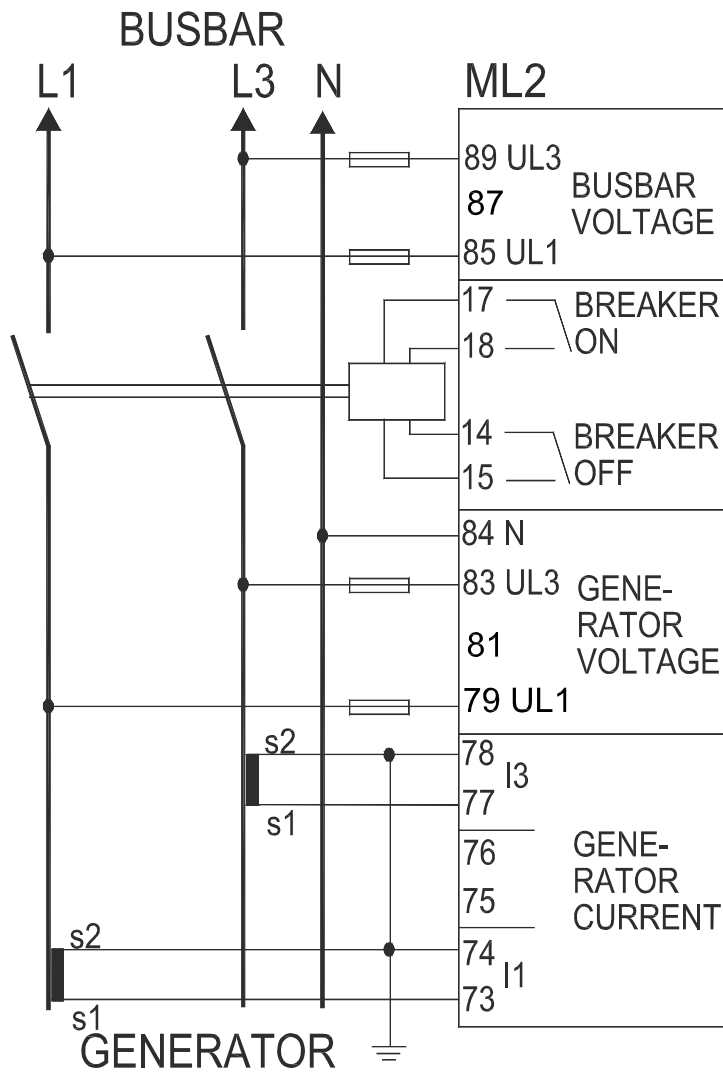 BUSBAR
L1 L3 N ML2
89 UL3
87
85 UL1
BUSBAR
VOLTAGE
17
18
BREAKER
ON
14
15
BREAKER
OFF
84 N
83 UL3
81
79 UL1
GENE-
RATOR
VOLTAGE
s2
s1
78
77
I3
76
75
GENE-
RATOR
CURRENT
s2
s1
74
73
I1
GENERATOR